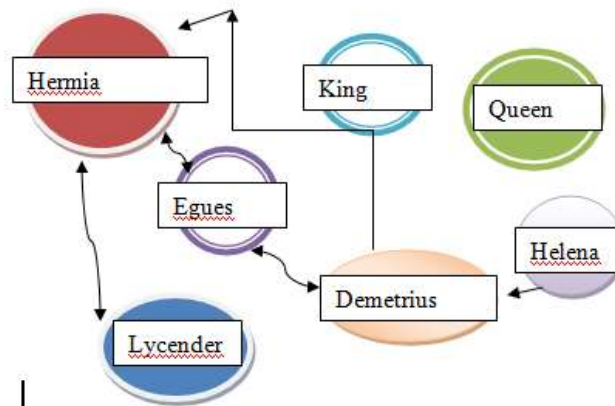 Hermia
King
Queen
Egues
Helena
Demetrius
Lycender